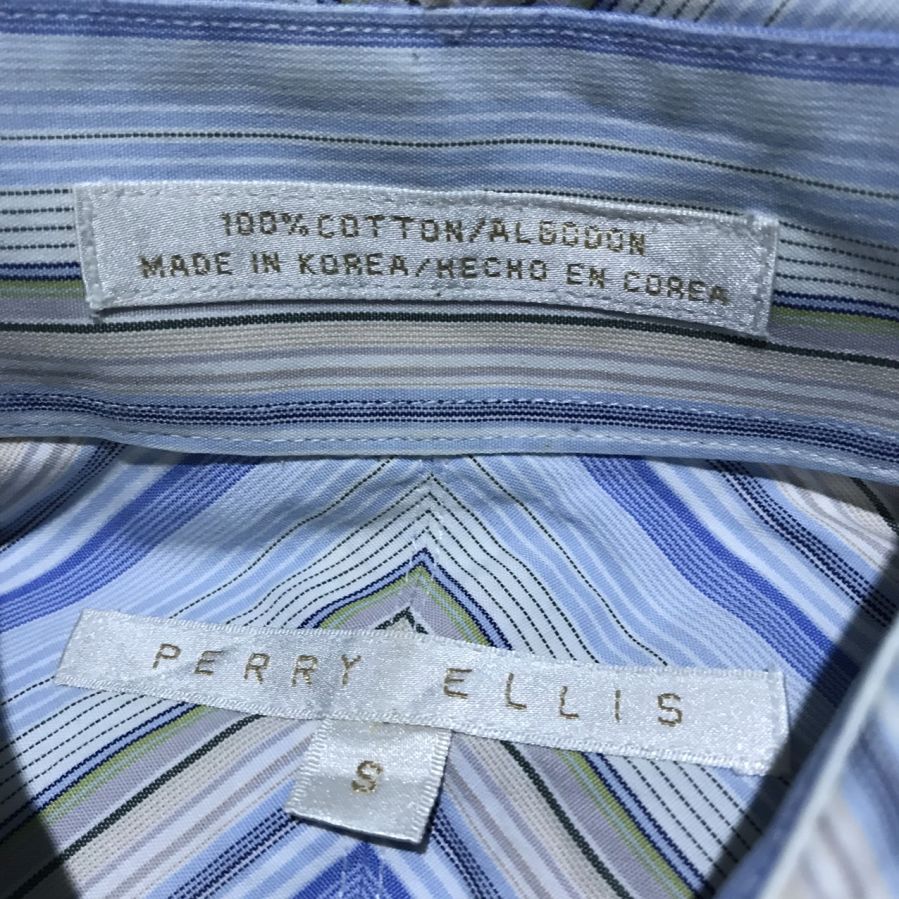 100% COTTON/ALGODON
MADE IN KOREA/HECHO EN COREA
PERRY ELLIS
S